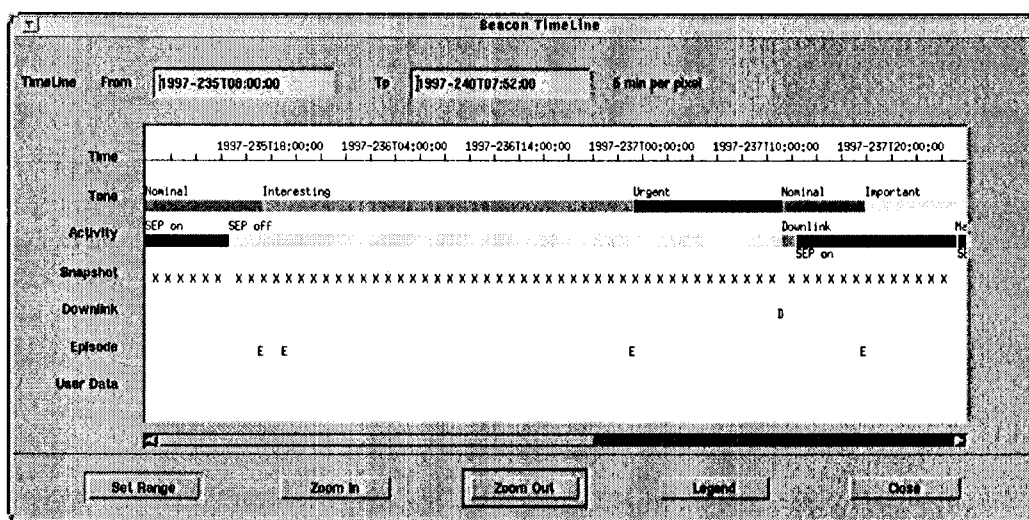 Beacon TimeLine
TimeLine From 1997-235T08:00:00 To 1997-240T07:52:00 6 min per pixel
Time 1997-235T18:00:00 1997-236T04:00:00 1997-236T14:00:00 1997-237T00:00:00 1997-237T10:00:00 1997-237T20:00:00
Tone Nominal Interesting Urgent Nominal Important
Activity SEP on SEP off Downlink
SEP on
Snapshot X X X X X X X X X X X X X X X X X X X X X X X X X X X X X X X X X X X X X X X X X X X X X X X X X X X X X X X X X X X X X X X X
Downlink D
Episode E E E E
User Data
Set Range Zoom In Zoom Out Legend Close